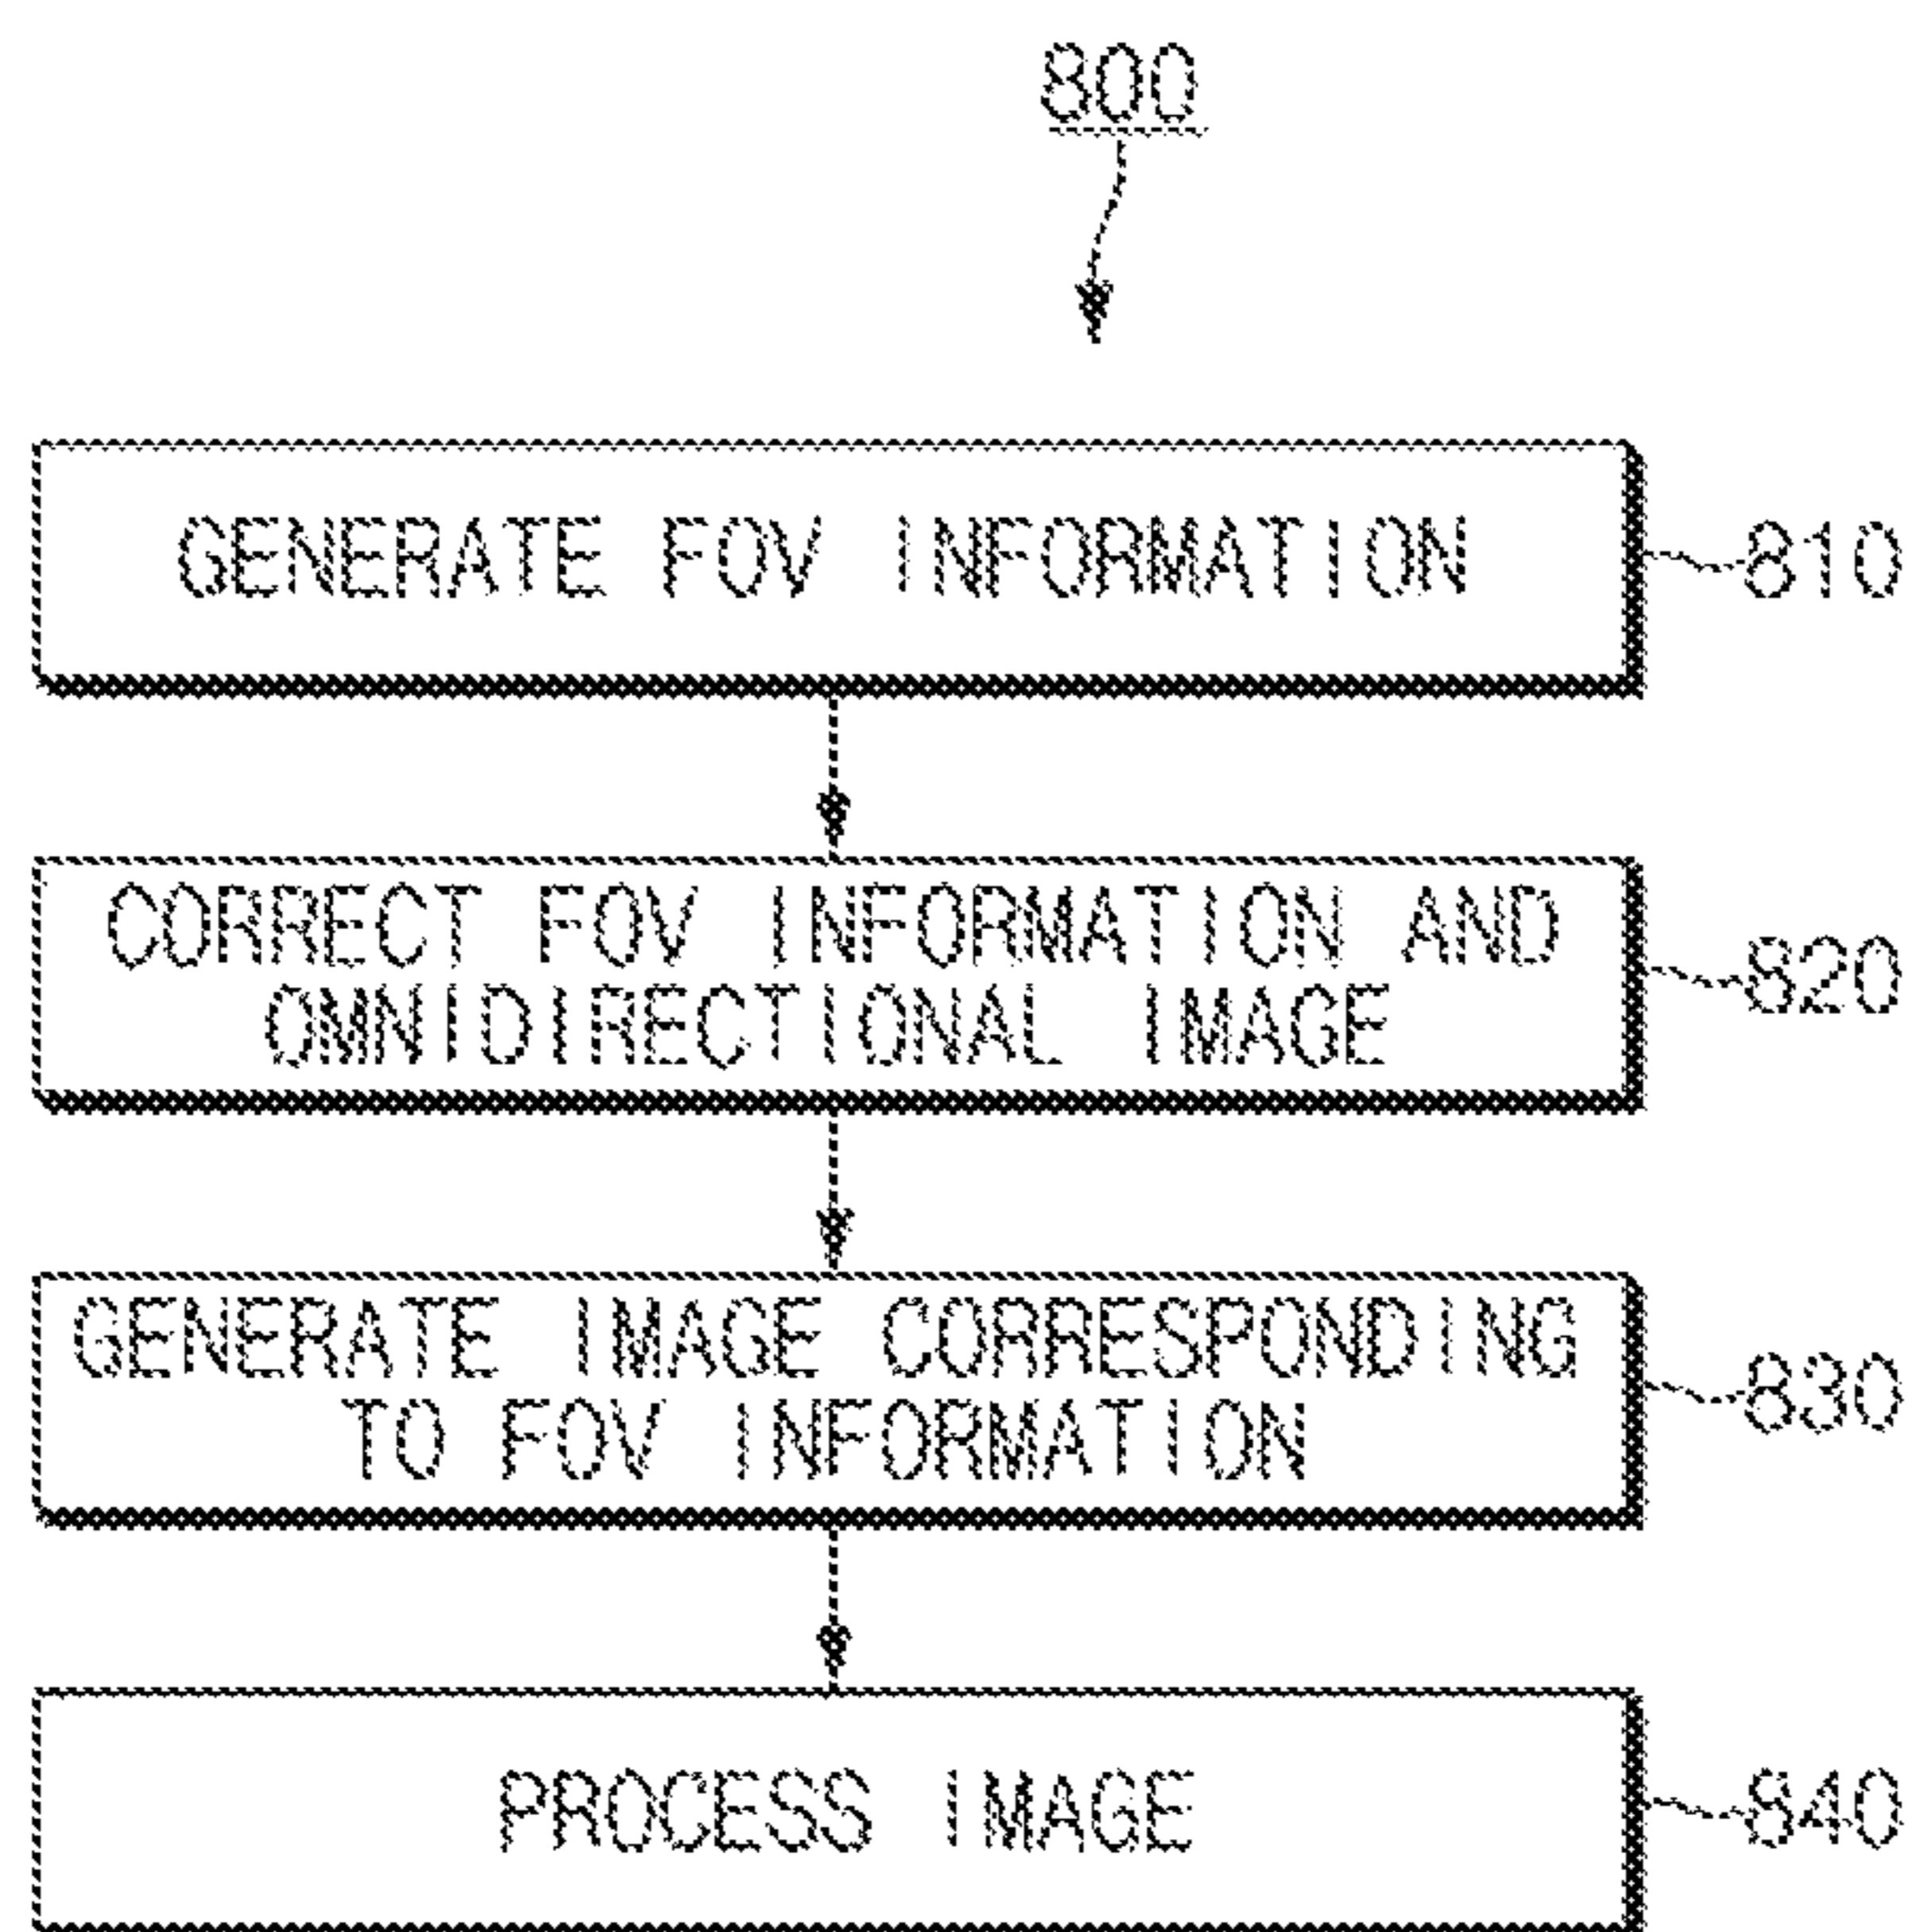 800
GENERATE FOV INFORMATION
810
CORRECT FOV INFORMATION AND
OMNIDIRECTIONAL IMAGE
820
GENERATE IMAGE CORRESPONDING
TO FOV INFORMATION
830
PROCESS IMAGE
840